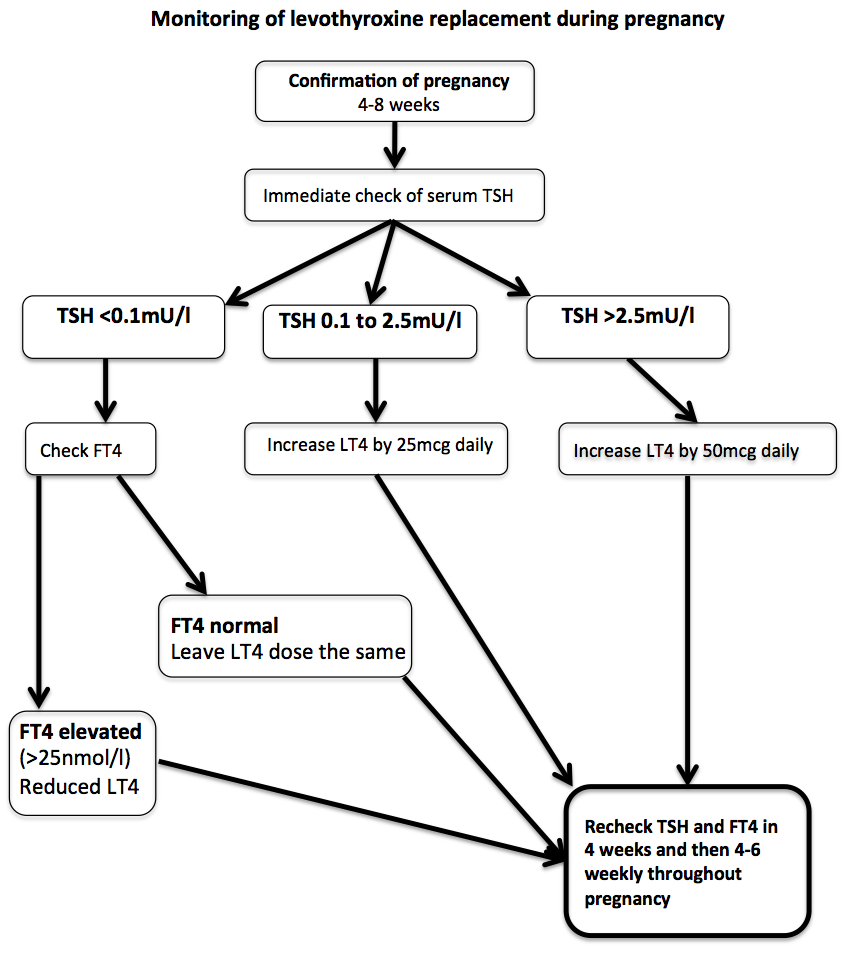 Monitoring of levothyroxine replacement during pregnancy
Confirmation of pregnancy
4-8 weeks
Immediate check of serum TSH
TSH <0.1mU/l
TSH 0.1 to 2.5mU/l
TSH >2.5mU/l
Check FT4
Increase LT4 by 25mcg daily
Increase LT4 by 50mcg daily
FT4 normal
Leave LT4 dose the same
FT4 elevated
(>25nmol/l)
Reduced LT4
Recheck TSH and FT4 in
4 weeks and then 4-6
weekly throughout
pregnancy